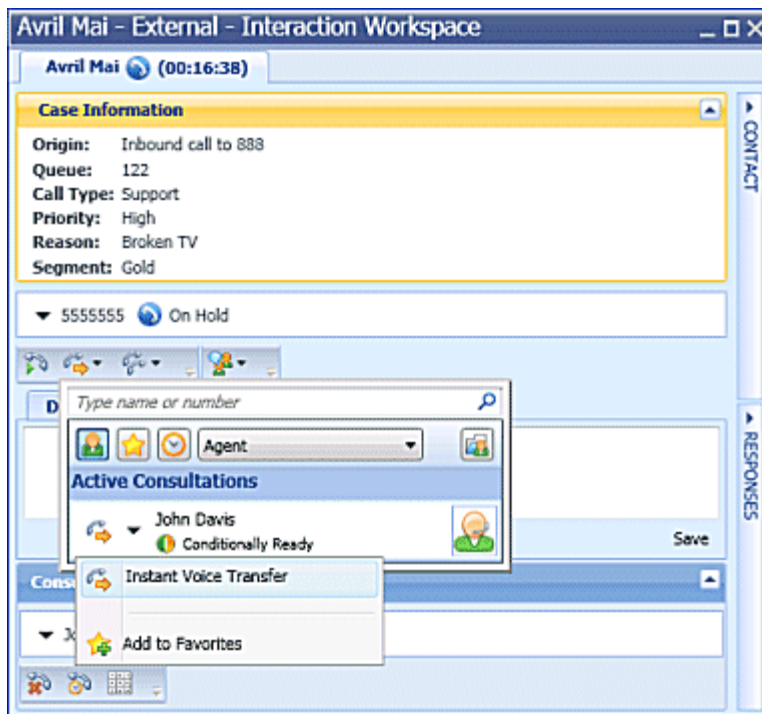 Avril Mai - External - Interaction Workspace
Avril Mai (00:16:38)
Case Information
Origin: Inbound call to 888
Queue: 122
Call Type: Support
Priority: High
Reason: Broken TV
Segment: Gold
CONTACT
5555555 On Hold
Type name or number
D
Agent
Active Consultations
John Davis
Conditionally Ready
RESPONSES
Save
Instant Voice Transfer
Consu
Add to Favorites
Jo